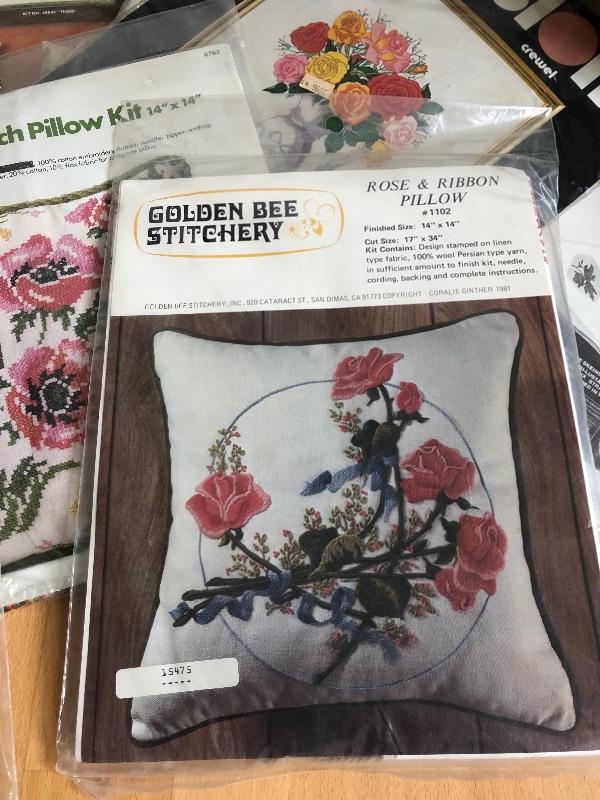 6762
ch Pillow Kit 14" x 14"
100% cotton embroidery
crewel
GOLDEN BEE
STITCHERY
ROSE & RIBBON
PILLOW
#1102
Finished Size: 14" x 14"
Cut Size: 17" x 34"
Kit Contains: Design stamped on linen
type fabric, 100% wool Persian type yarn,
in sufficient amount to finish kit, needle,
cording, backing and complete instructions.
GOLDEN BEE STITCHERY, INC., 920 CATARACT ST., SAN DIMAS, CA 91773 COPYRIGHT CORALIE GINTHER 1981
15475
-----